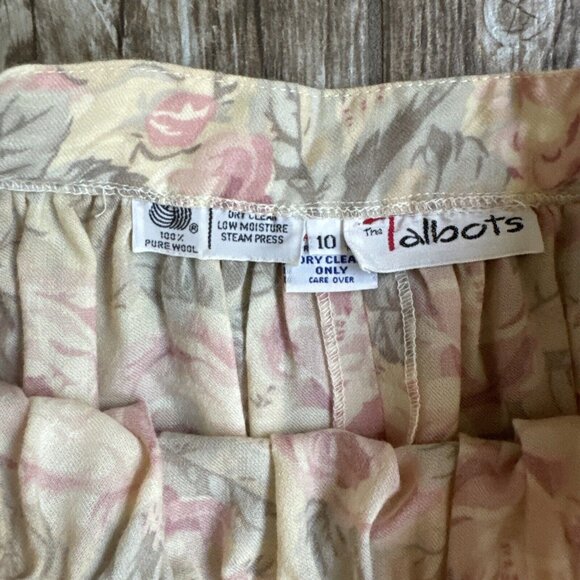 100%
PURE WOOL
DRY CLEAN
LOW MOISTURE
STEAM PRESS
10
DRY CLEAN
ONLY
CARE OVER
The Talbots